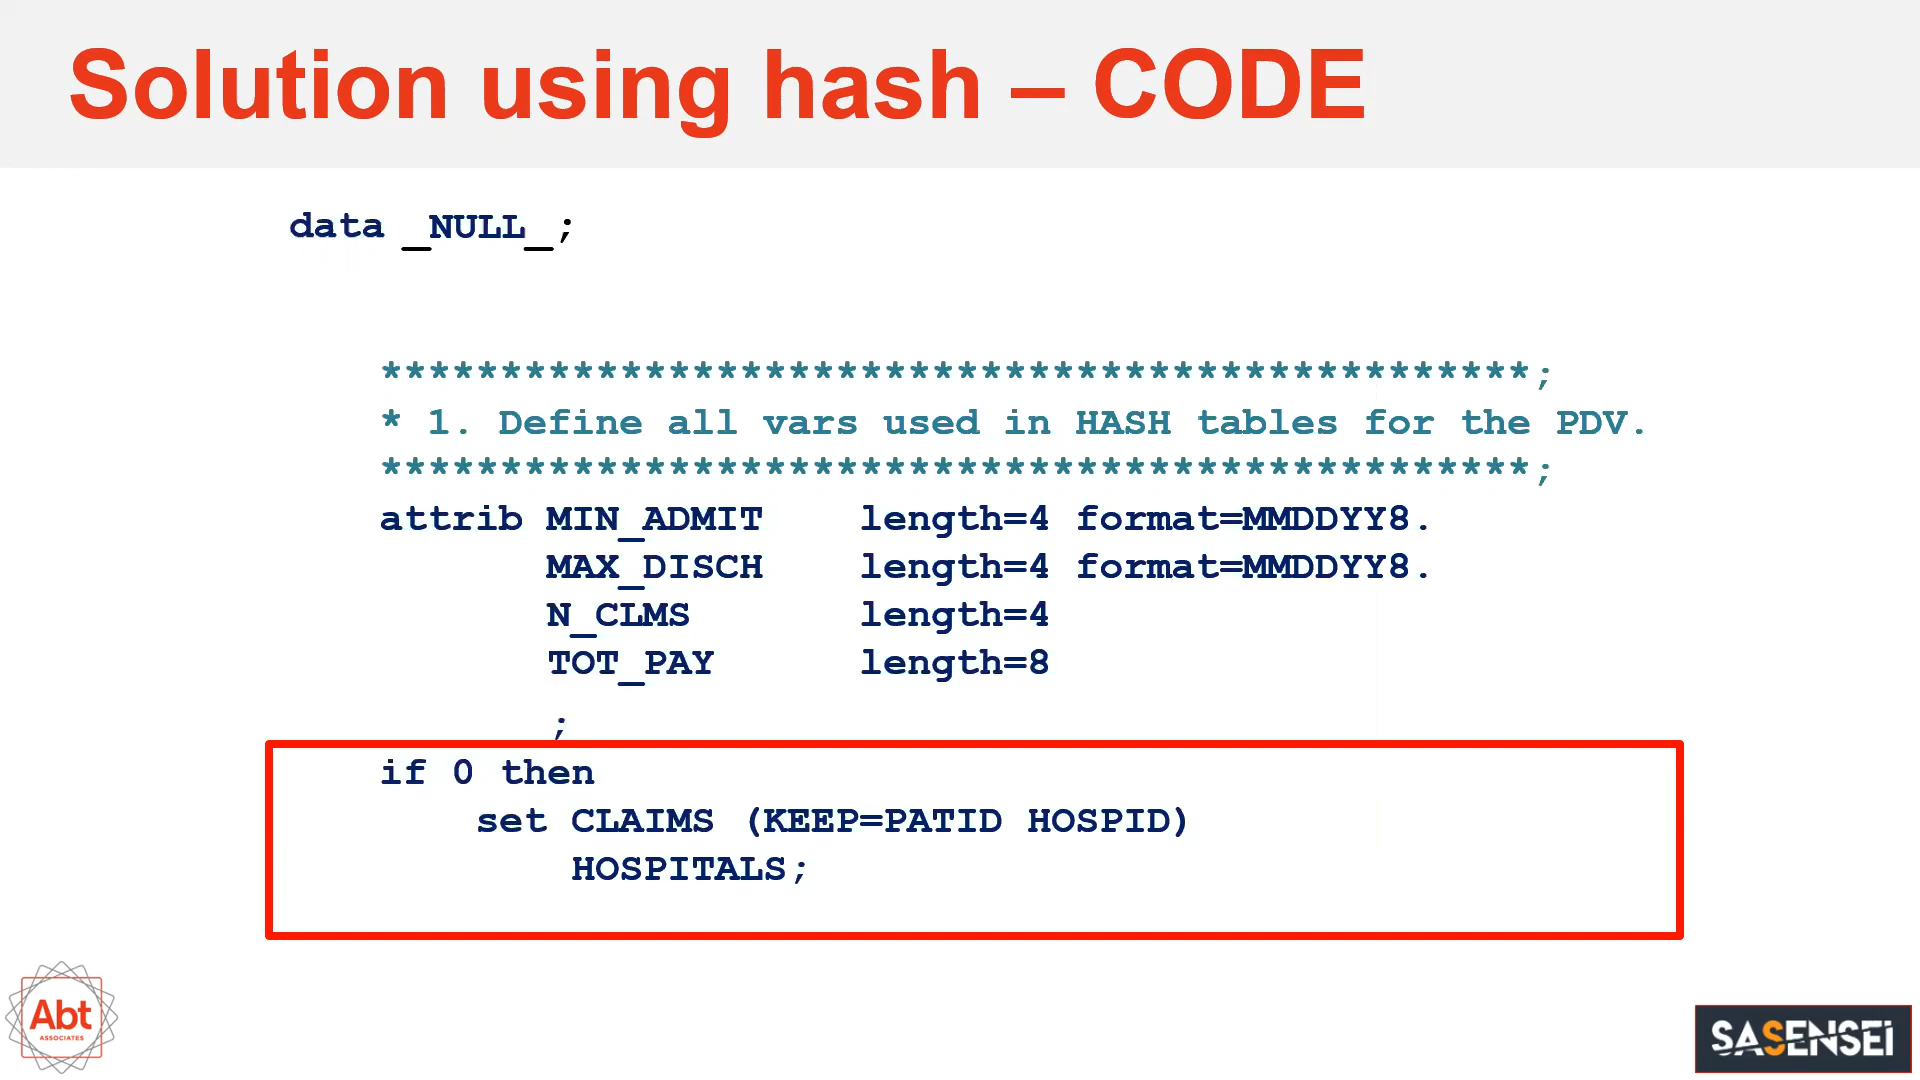 Solution using hash – CODE
data _NULL_;
************************************************;
* 1. Define all vars used in HASH tables for the PDV.
************************************************;
attrib MIN_ADMIT    length=4 format=MMDDYY8.
MAX_DISCH    length=4 format=MMDDYY8.
N_CLMS       length=4
TOT_PAY      length=8
;
if 0 then
set CLAIMS (KEEP=PATID HOSPID)
HOSPITALS;
Abt
ASSOCIATES
SASENSEI